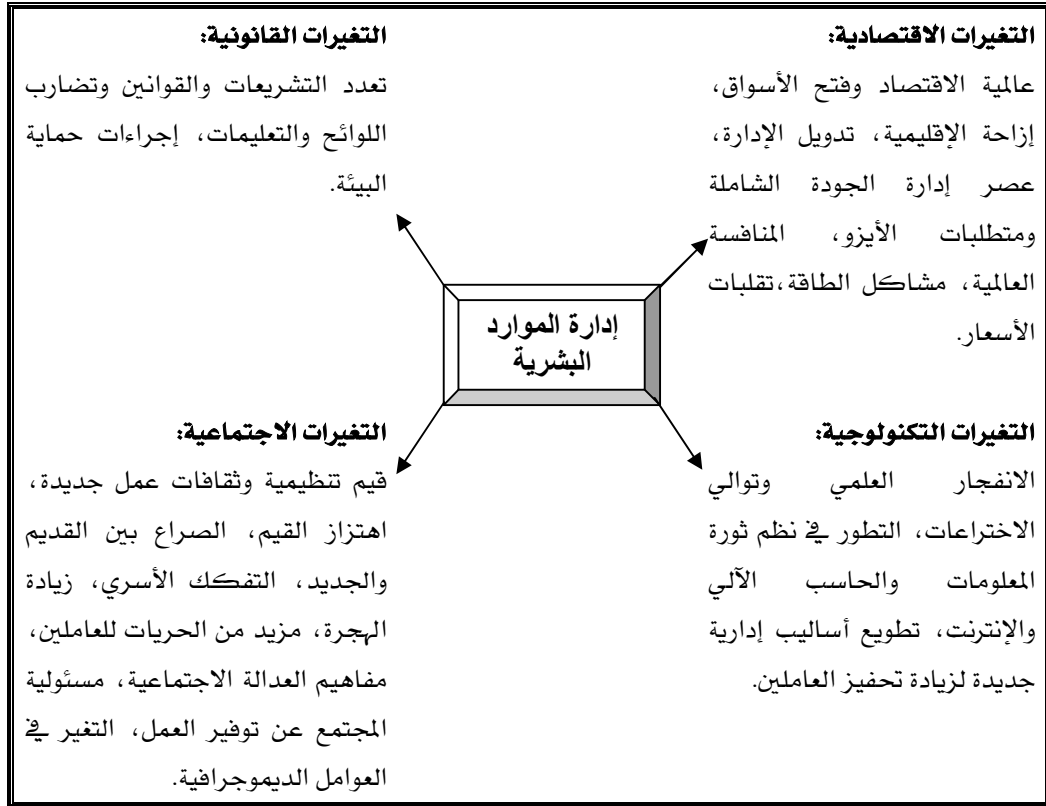 التغيرات الاقتصادية:
عالمية الاقتصاد وفتح الأسواق،
إزاحة الإقليمية، تدويل الإدارة،
عصر إدارة الجودة الشاملة
ومتطلبات الأيزو، المنافسة
العالمية، مشاكل الطاقة،تقلبات
الأسعار.
التغيرات القانونية:
تعدد التشريعات والقوانين وتضارب
اللوائح والتعليمات، إجراءات حماية
البيئة.
إدارة الموارد
البشرية
التغيرات التكنولوجية:
الانفجار العلمي وتوالي
الاختراعات، التطور في نظم ثورة
المعلومات والحاسب الآلي
والإنترنت، تطويع أساليب إدارية
جديدة لزيادة تحفيز العاملين.
التغيرات الاجتماعية:
قيم تنظيمية وثقافات عمل جديدة،
اهتزاز القيم، الصراع بين القديم
والجديد، التفكك الأسري، زيادة
الهجرة، مزيد من الحريات للعاملين،
مفاهيم العدالة الاجتماعية، مسئولية
المجتمع عن توفير العمل، التغير في
العوامل الديموجرافية.